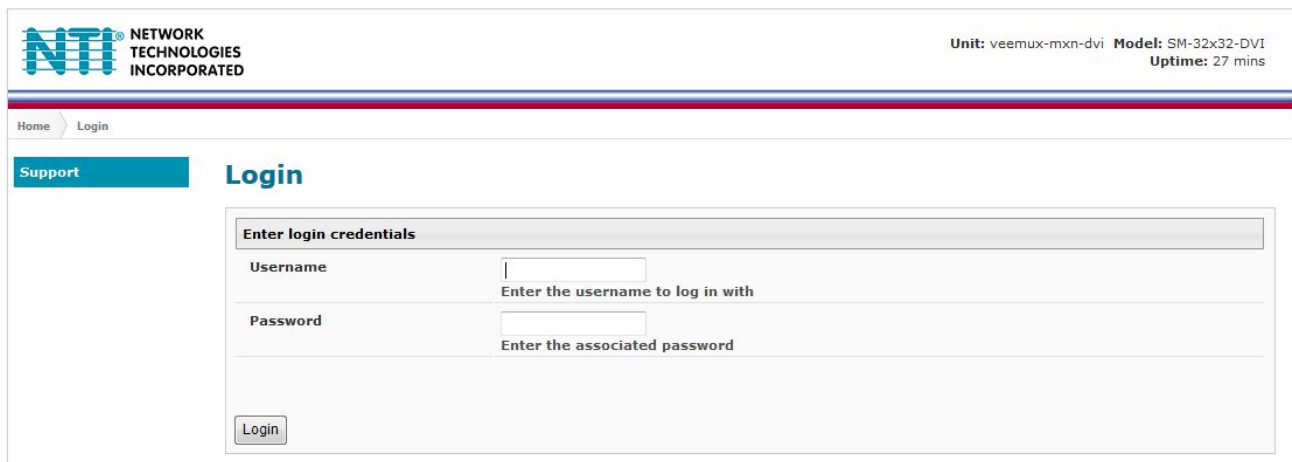 NTI® NETWORK
TECHNOLOGIES
INCORPORATED
Unit: veemux-mxn-dvi Model: SM-32x32-DVI
Uptime: 27 mins
Home Login
Support
Login
Enter login credentials
Username
Enter the username to log in with
Password
Enter the associated password
Login